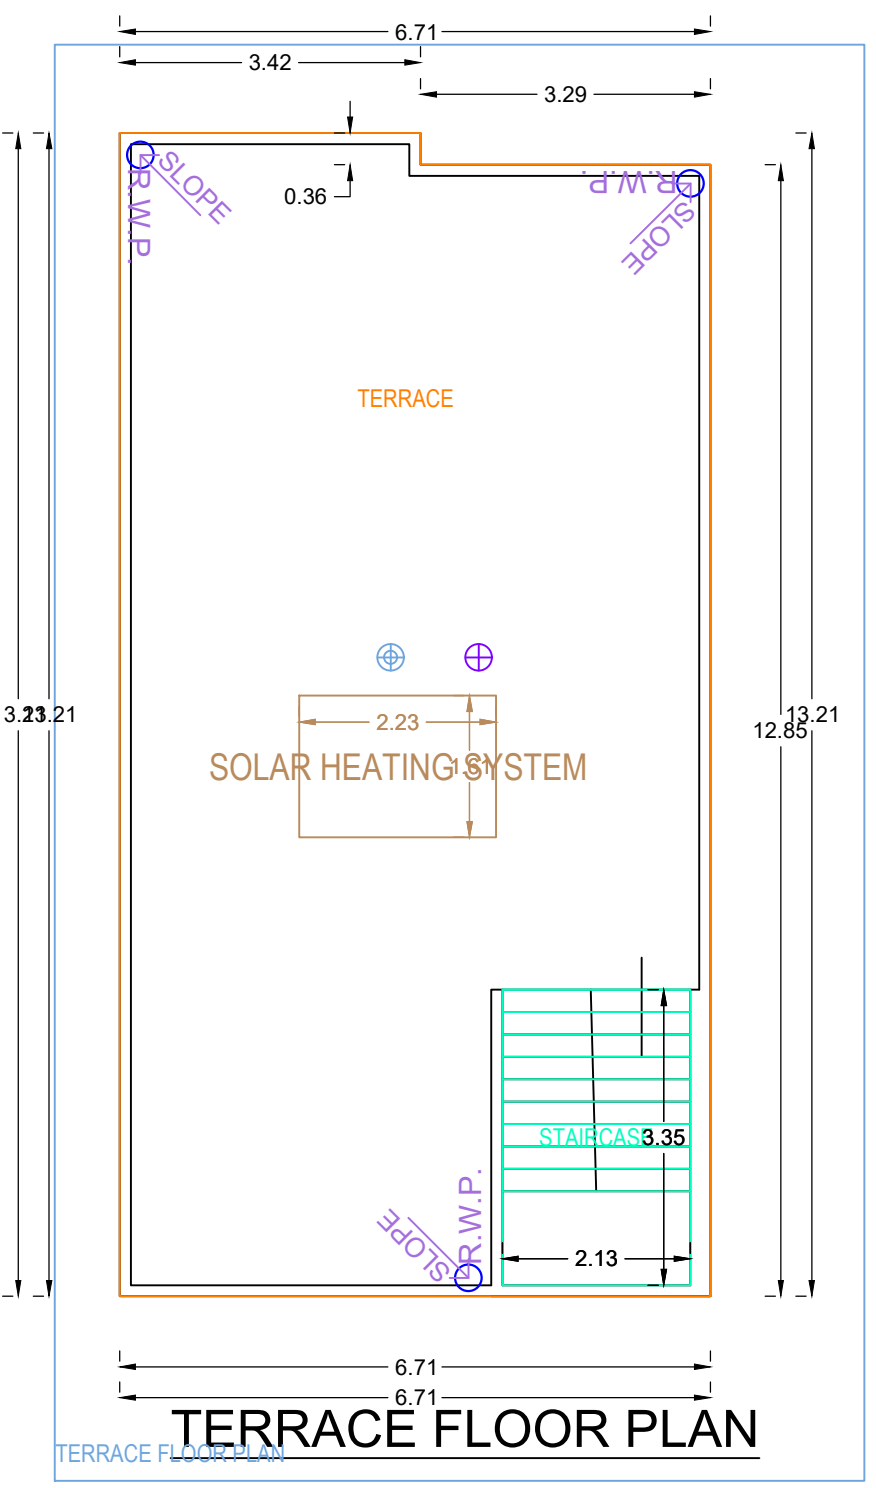 6.71
3.42
3.29
0.36
SLOPE
R.W.P.
R.W.P.
SLOPE
TERRACE
13.21
13.21
12.85
2.23
SOLAR HEATING SYSTEM
1.61
STAIRCASE
3.35
R.W.P.
SLOPE
2.13
6.71
6.71
TERRACE FLOOR PLAN
TERRACE FLOOR PLAN